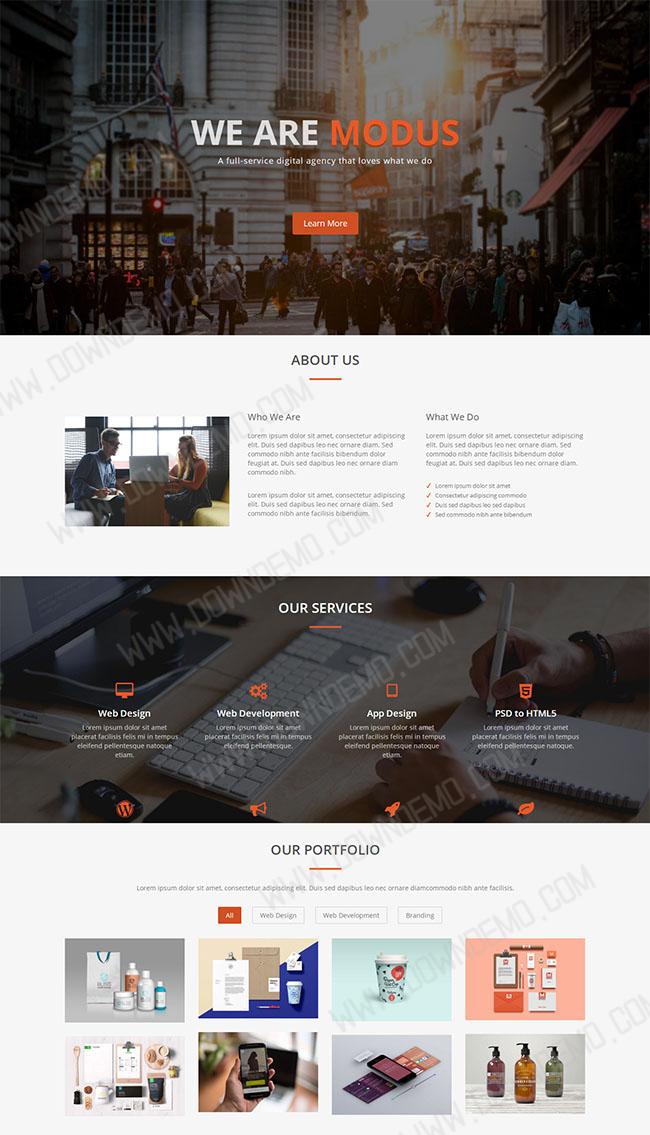 WE ARE MODUS
A full-service digital agency that loves what we do
Learn More
ABOUT US
Who We Are
Lorem ipsum dolor sit amet, consectetur adipiscing
elit. Duis sed dapibus leo nec ornare diam. Sed
commodo nibh ante facilisis bibendum dolor
feugiat at. Duis sed dapibus leo nec ornare diam
commodo nibh.
Lorem ipsum dolor sit amet, consectetur adipiscing
elit. Duis sed dapibus leo nec ornare diam. Sed
commodo nibh ante facilisis bibendum.
What We Do
Lorem ipsum dolor sit amet, consectetur adipiscing
elit. Duis sed dapibus leo nec ornare diam. Sed
commodo nibh ante facilisis bibendum dolor
feugiat at. Duis sed dapibus leo nec ornare diam
commodo nibh.
Lorem ipsum dolor sit amet
Consectetur adipiscing commodo
Duis sed dapibus leo sed dapibus
Sed commodo nibh ante bibendum
OUR SERVICES
Web Design
Lorem ipsum dolor sit amet
placerat facilisis felis mi in tempus
eleifend pellentesque natoque
etiam.
Web Development
Lorem ipsum dolor sit amet
placerat facilisis felis mi in tempus
eleifend pellentesque.
App Design
Lorem ipsum dolor sit amet
placerat facilisis felis mi in tempus
eleifend pellentesque natoque
etiam.
PSD to HTML5
Lorem ipsum dolor sit amet
placerat facilisis felis mi in tempus
eleifend pellentesque natoque.
OUR PORTFOLIO
Lorem ipsum dolor sit amet, consectetur adipiscing elit. Duis sed dapibus leo nec ornare diamcommodo nibh ante facilisis.
All
Web Design
Web Development
Branding
WWW.DOWNDEMO.COM